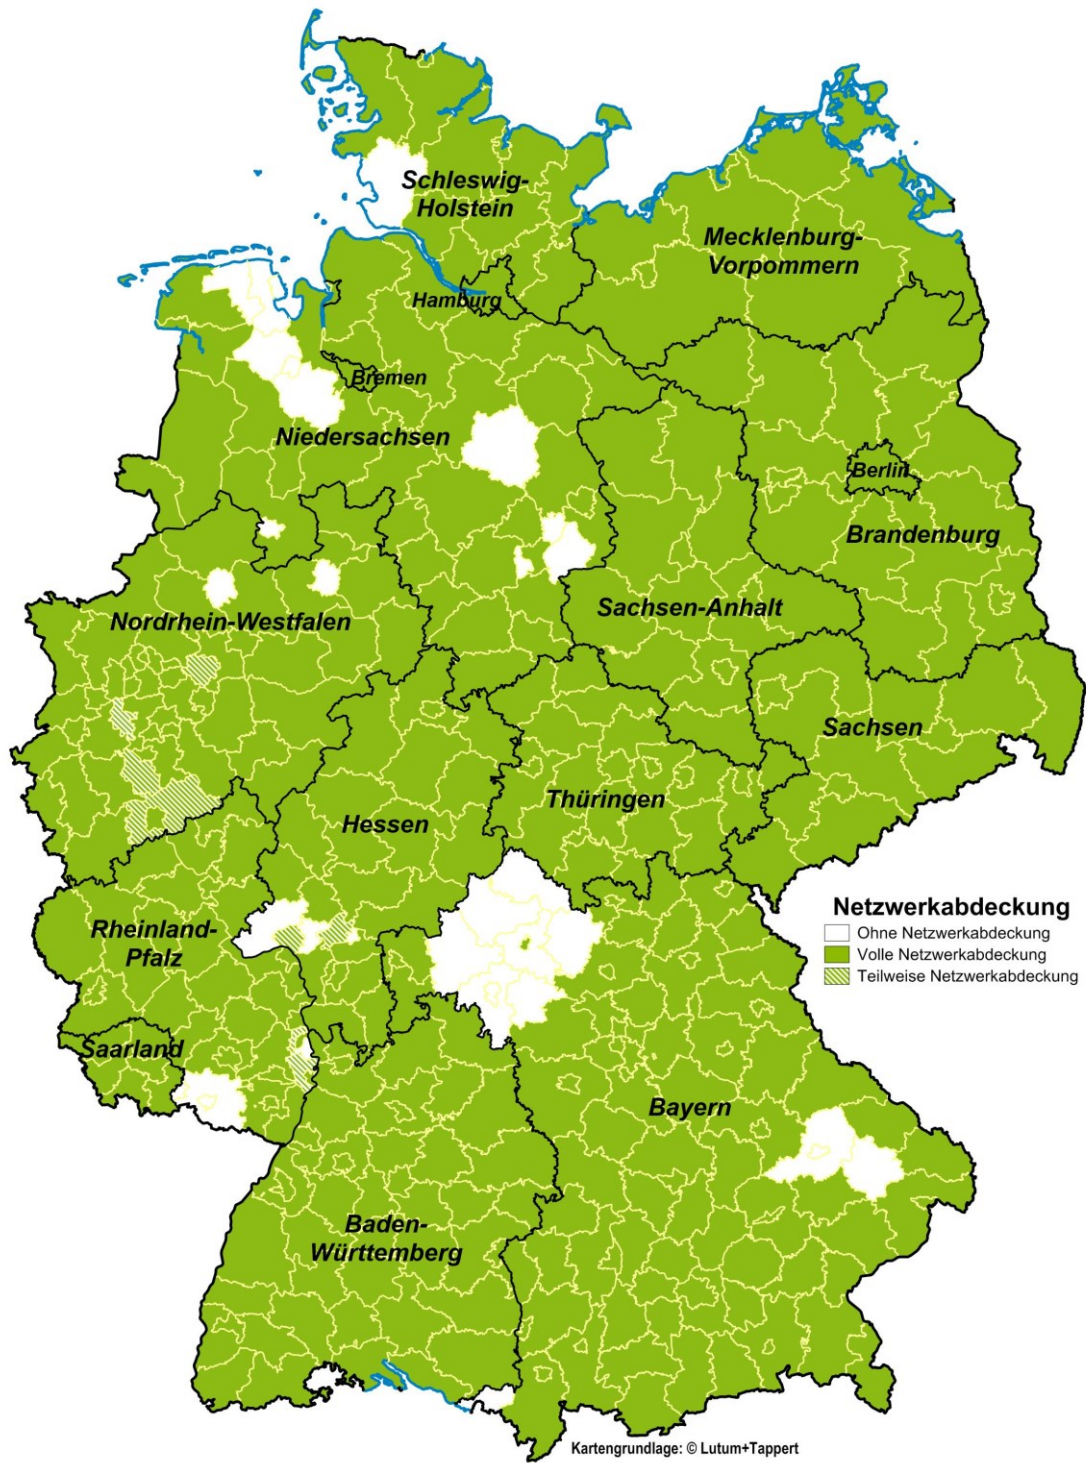 Schleswig-
Holstein
Mecklenburg-
Vorpommern
Hamburg
Bremen
Niedersachsen
Berlin
Brandenburg
Sachsen-Anhalt
Nordrhein-Westfalen
Sachsen
Thüringen
Hessen
Netzwerkabdeckung
Ohne Netzwerkabdeckung
Volle Netzwerkabdeckung
Teilweise Netzwerkabdeckung
Rheinland-
Pfalz
Saarland
Bayern
Baden-
Württemberg
Kartengrundlage: © Lutum+Tappert